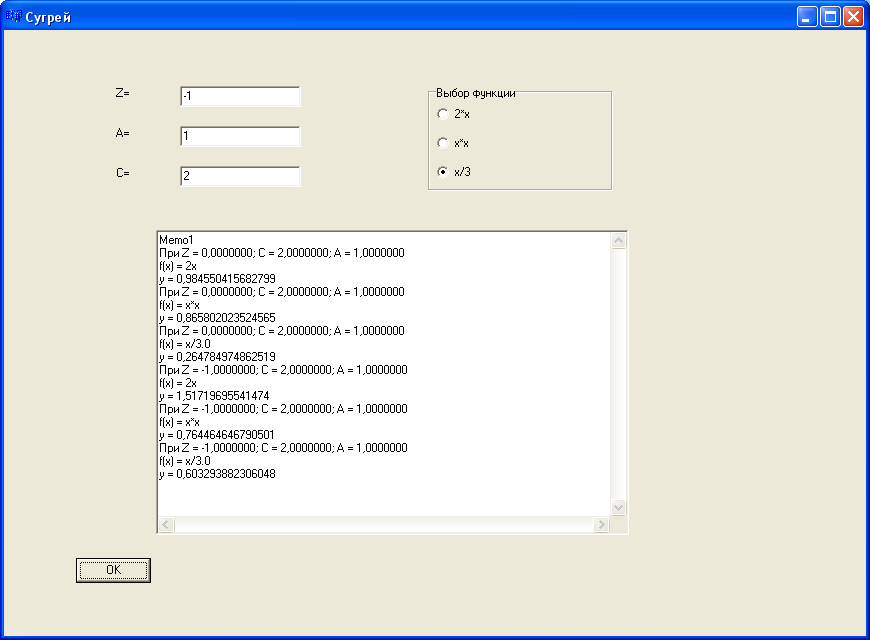 Сугрей
Z=
-1
A=
1
C=
2
Выбор функции
2*x
x*x
x/3
Memo1
При Z = 0,0000000; C = 2,0000000; A = 1,0000000
f(x) = 2x
y = 0,984550415682799
При Z = 0,0000000; C = 2,0000000; A = 1,0000000
f(x) = x*x
y = 0,865802023524565
При Z = 0,0000000; C = 2,0000000; A = 1,0000000
f(x) = x/3.0
y = 0,264784974862519
При Z = -1,0000000; C = 2,0000000; A = 1,0000000
f(x) = 2x
y = 1,51719695541474
При Z = -1,0000000; C = 2,0000000; A = 1,0000000
f(x) = x*x
y = 0,764464646790501
При Z = -1,0000000; C = 2,0000000; A = 1,0000000
f(x) = x/3.0
y = 0,603293882306048
OK